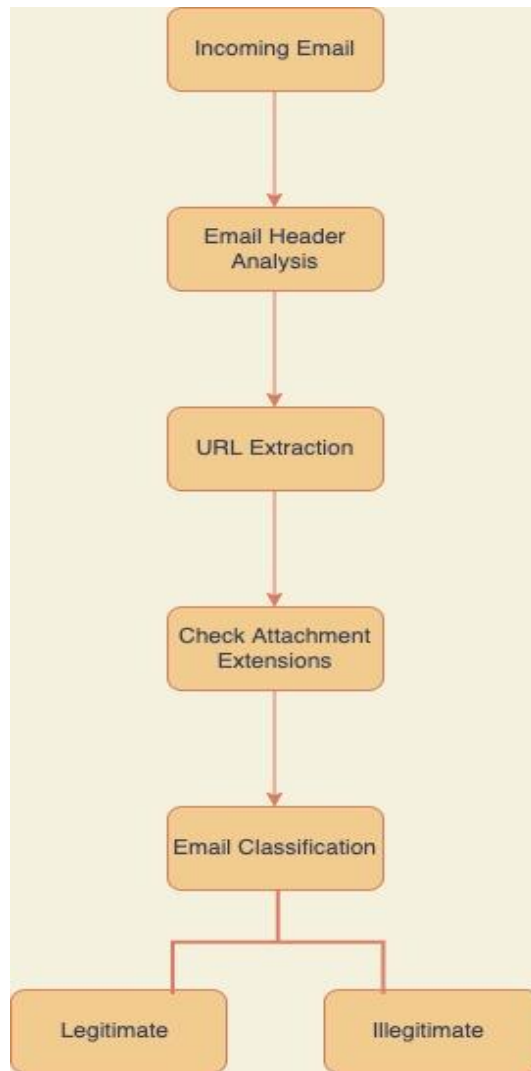 Incoming Email
Email Header
Analysis
URL Extraction
Check Attachment
Extensions
Email Classification
Legitimate
Illegitimate